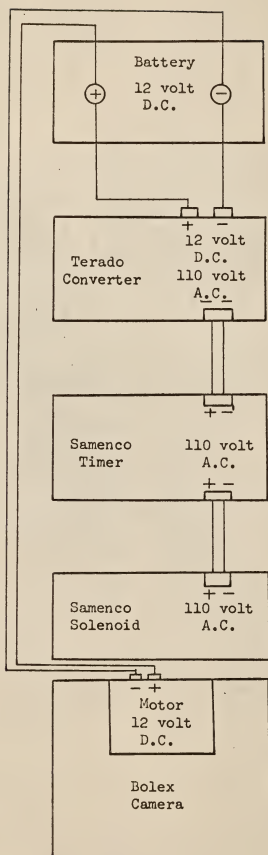 Battery
12 volt
D.C.
+ −
+ −
12 volt
D.C.
Terado
Converter
110 volt
A.C.
− −
+ −
Samenco
Timer
110 volt
A.C.
+ −
+ −
Samenco
Solenoid
110 volt
A.C.
− +
Motor
12 volt
D.C.
Bolex
Camera